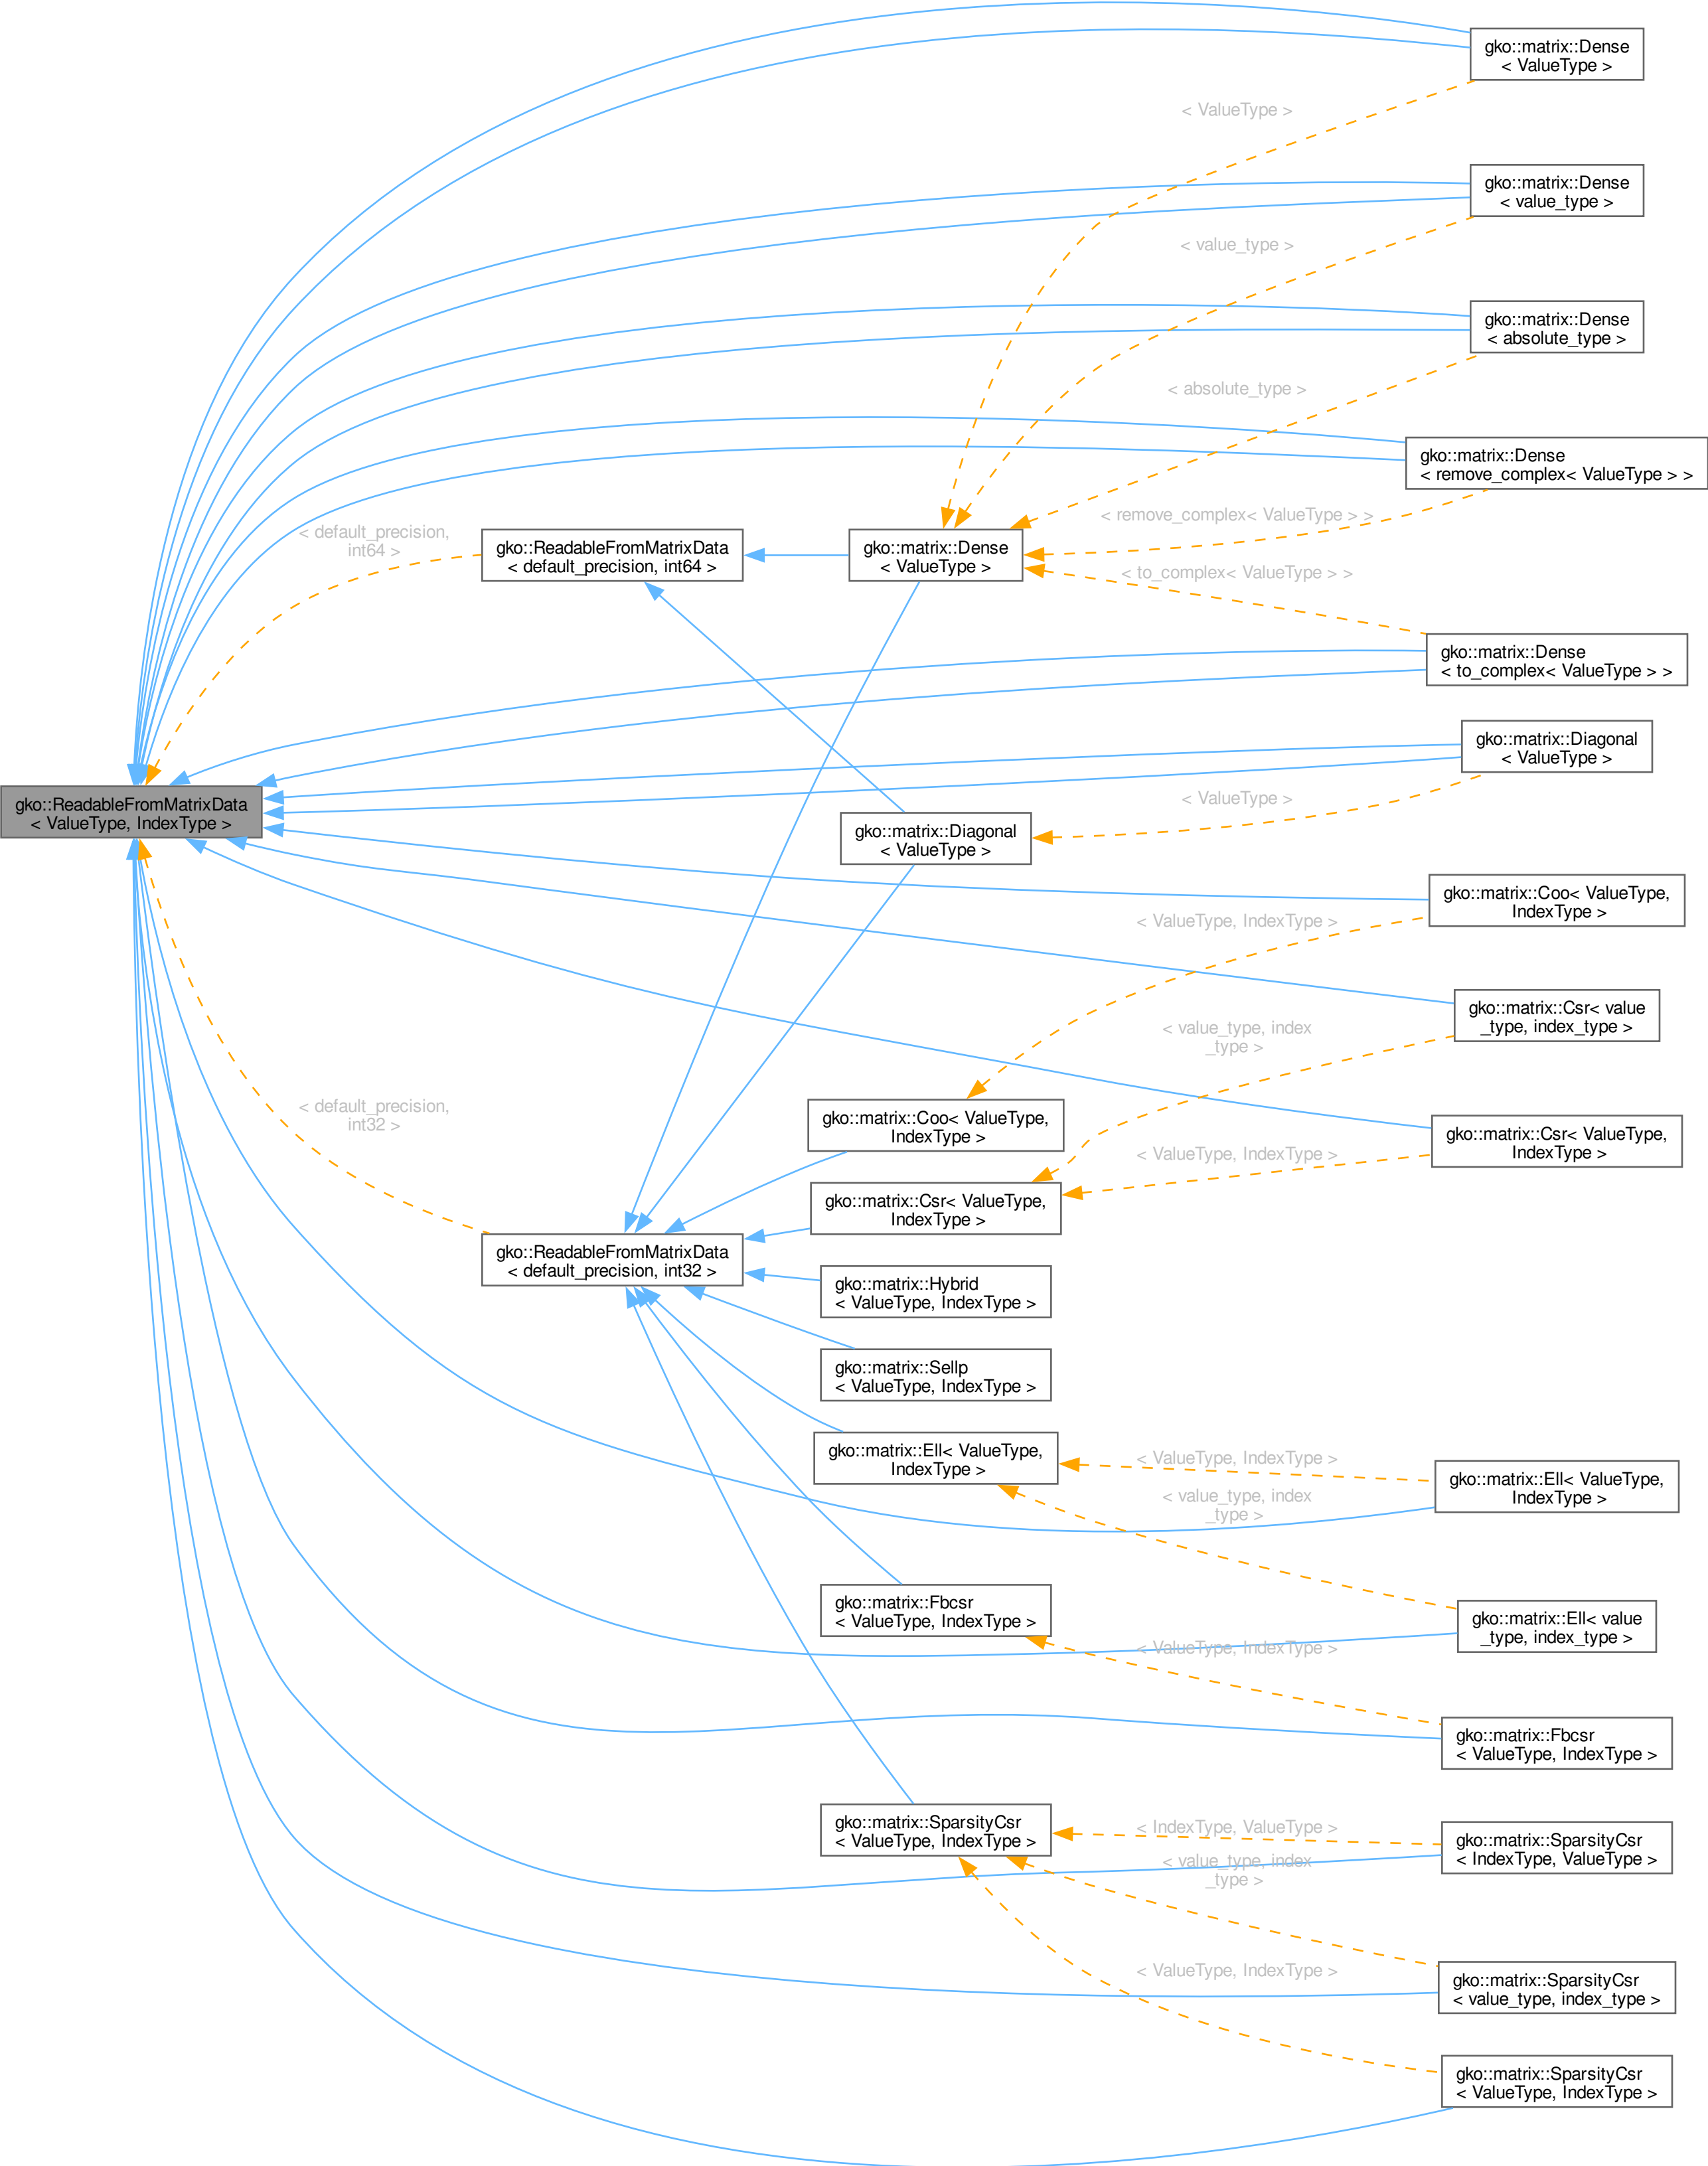 gko::matrix::Dense
< ValueType >
< ValueType >
gko::matrix::Dense
< value_type >
< value_type >
gko::matrix::Dense
< absolute_type >
< absolute_type >
gko::matrix::Dense
< remove_complex< ValueType > >
< remove_complex< ValueType > >
< default_precision,
int64 >
gko::ReadableFromMatrixData
< default_precision, int64 >
gko::matrix::Dense
< ValueType >
< to_complex< ValueType > >
gko::matrix::Dense
< to_complex< ValueType > >
gko::matrix::Diagonal
< ValueType >
< ValueType >
gko::ReadableFromMatrixData
< ValueType, IndexType >
gko::matrix::Diagonal
< ValueType >
gko::matrix::Coo< ValueType,
IndexType >
< ValueType, IndexType >
gko::matrix::Csr< value
_type, index_type >
< value_type, index
_type >
< default_precision,
int32 >
gko::matrix::Coo< ValueType,
IndexType >
gko::matrix::Csr< ValueType,
IndexType >
< ValueType, IndexType >
gko::matrix::Csr< ValueType,
IndexType >
gko::ReadableFromMatrixData
< default_precision, int32 >
gko::matrix::Hybrid
< ValueType, IndexType >
gko::matrix::Sellp
< ValueType, IndexType >
gko::matrix::Ell< ValueType,
IndexType >
< ValueType, IndexType >
gko::matrix::Ell< ValueType,
IndexType >
< value_type, index
_type >
gko::matrix::Fbcsr
< ValueType, IndexType >
gko::matrix::Ell< value
_type, index_type >
< ValueType, IndexType >
gko::matrix::Fbcsr
< ValueType, IndexType >
gko::matrix::SparsityCsr
< ValueType, IndexType >
< IndexType, ValueType >
gko::matrix::SparsityCsr
< IndexType, ValueType >
< value_type, index
_type >
< ValueType, IndexType >
gko::matrix::SparsityCsr
< value_type, index_type >
gko::matrix::SparsityCsr
< ValueType, IndexType >